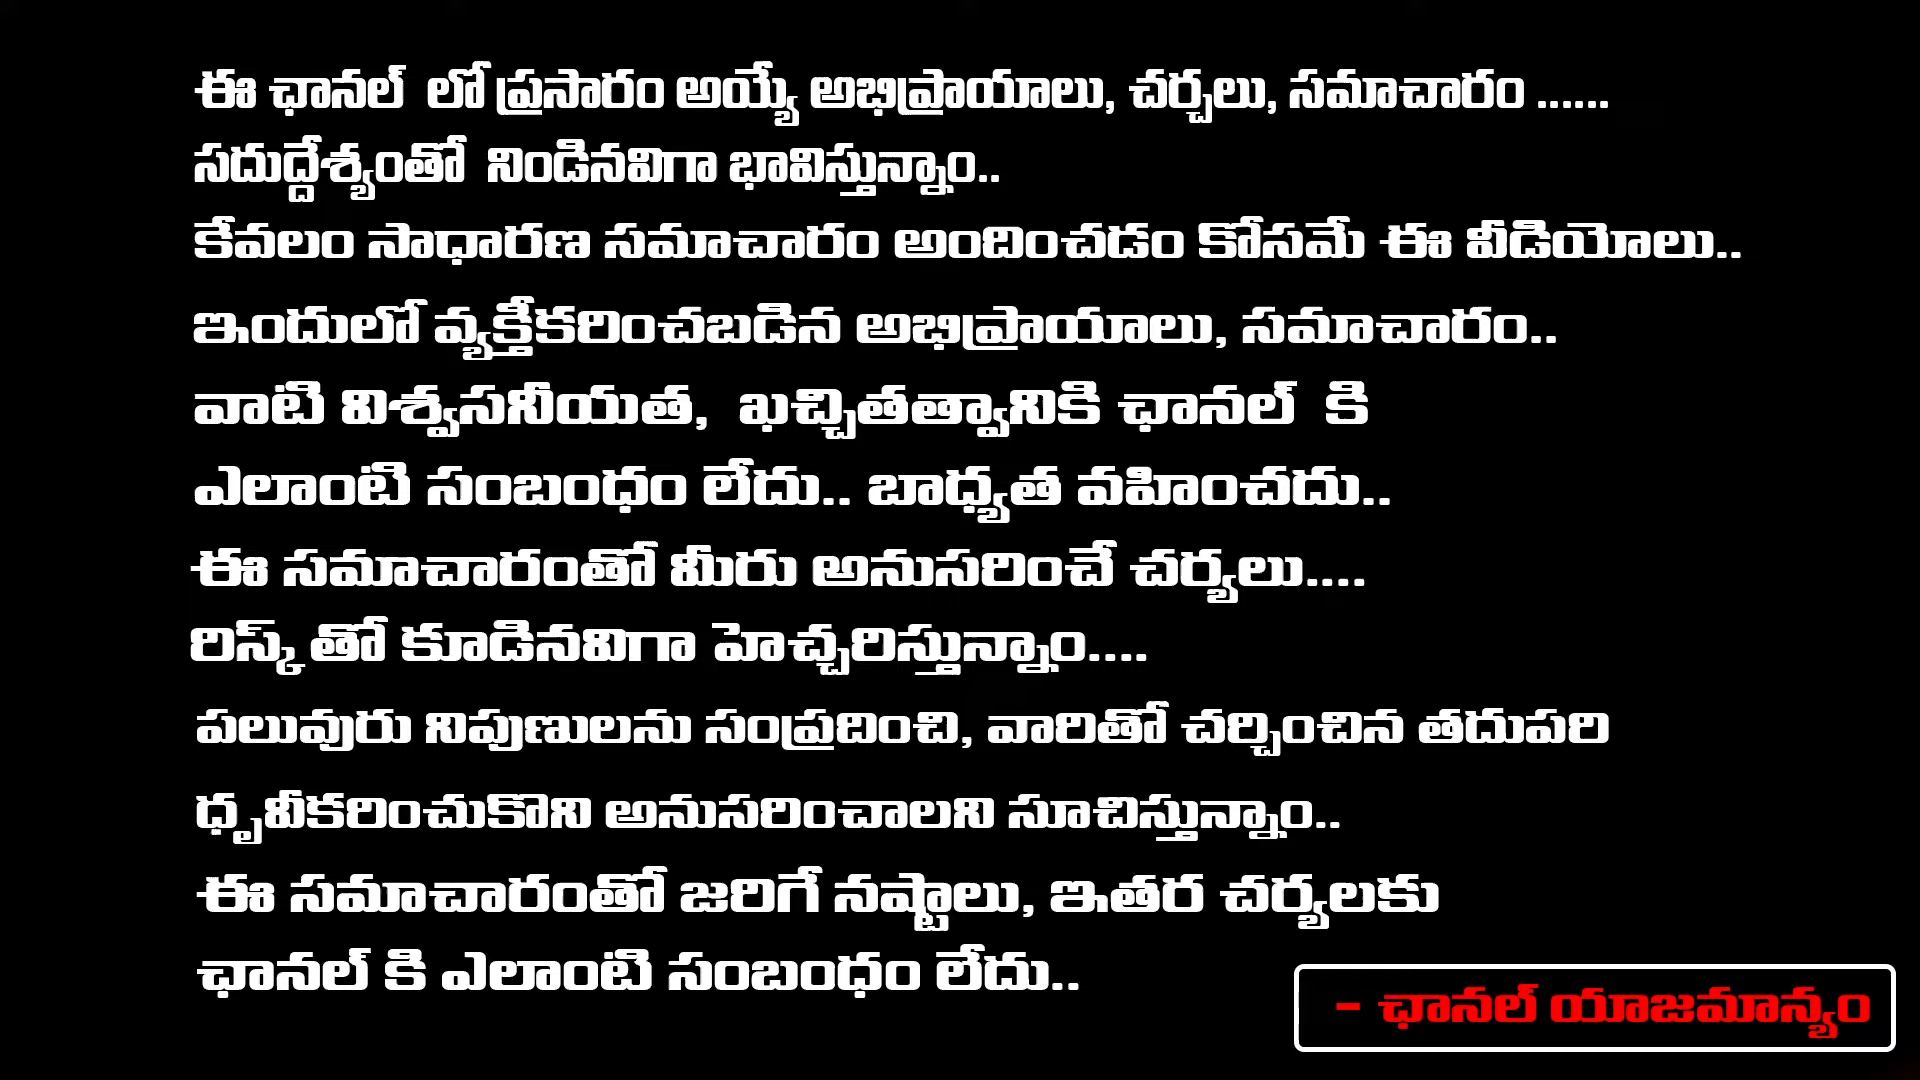 ఈ ఛానల్ లో ప్రసారం అయ్యే అభిప్రాయాలు, చర్చలు, సమాచారం ......
సదుద్దేశ్యంతో నిండినవిగా భావిస్తున్నాం..
కేవలం సాధారణ సమాచారం అందించడం కోసమే ఈ వీడియోలు..
ఇందులో వ్యక్తీకరించబడిన అభిప్రాయాలు, సమాచారం..
వాటి విశ్వసనీయత, ఖచ్చితత్వానికి ఛానల్ కి
ఎలాంటి సంబంధం లేదు.. బాధ్యత వహించదు..
ఈ సమాచారంతో మీరు అనుసరించే చర్యలు....
రిస్క్ తో కూడినవిగా హెచ్చరిస్తున్నాం....
పలువురు నిపుణులను సంప్రదించి, వారితో చర్చించిన తదుపరి
ధృవీకరించుకొని అనుసరించాలని సూచిస్తున్నాం..
ఈ సమాచారంతో జరిగే నష్టాలు, ఇతర చర్యలకు
ఛానల్ కి ఎలాంటి సంబంధం లేదు..
- ఛానల్ యాజమాన్యం